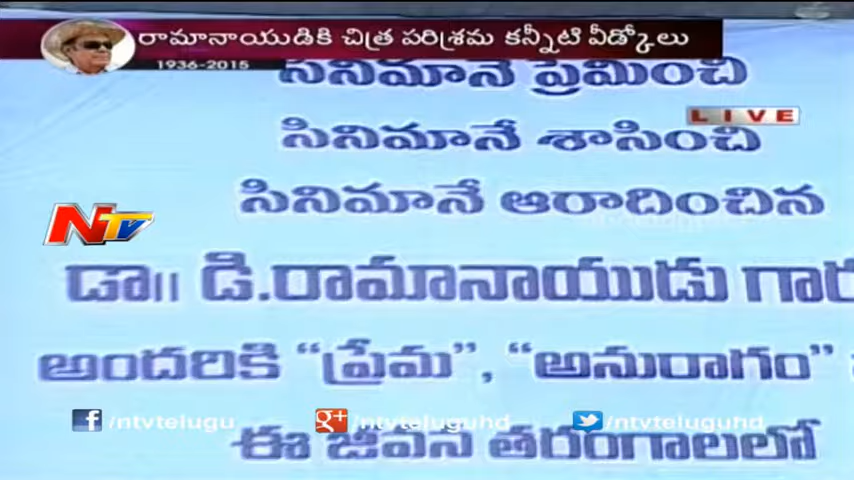 రామానాయుడికి చిత్ర పరిశ్రమ కన్నీటి వీడ్కోలు
1936-2015
సినిమానే ప్రేమించి
LIVE
సినిమానే శాసించి
సినిమానే ఆరాదించిన
NTV
డా|| డి.రామానాయుడు గారు
అందరికి “ప్రేమ”, “అనురాగం”
/ntvtelugu
g+ /ntvteluguhd
/ntvteluguhd
ఈ జీవన తరంగాలలో